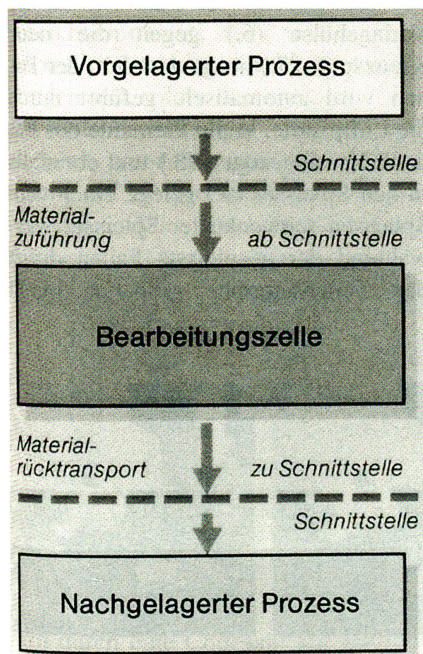 Vorgelagerter Prozess
Schnittstelle
Material-
zuführung ab Schnittstelle
Bearbeitungszelle
Material-
rücktransport zu Schnittstelle
Schnittstelle
Nachgelagerter Prozess